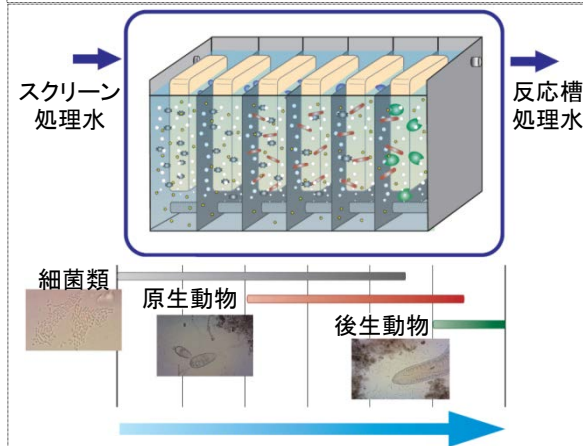 スクリーン
処理水
反応槽
処理水
細菌類
原生動物
後生動物